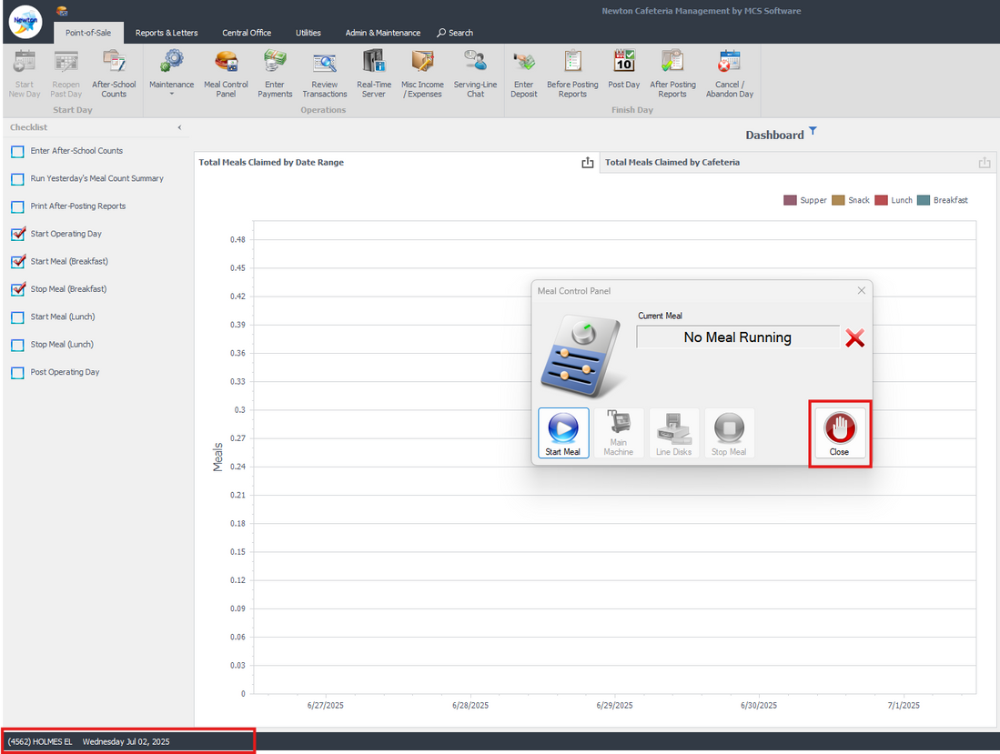 Newton Cafeteria Management by MCS Software
Newton
Point-of-Sale
Reports & Letters
Central Office
Utilities
Admin & Maintenance
Search
Start
New Day
Reopen
Past Day
After-School
Counts
Maintenance
Meal Control
Panel
Enter
Payments
Review
Transactions
Real-Time
Server
Misc Income
/ Expenses
Serving-Line
Chat
Enter
Deposit
Before Posting
Reports
10
Post Day
After Posting
Reports
Cancel /
Abandon Day
Start Day
Operations
Finish Day
Checklist
Enter After-School Counts
Run Yesterday's Meal Count Summary
Print After-Posting Reports
Start Operating Day
Start Meal (Breakfast)
Stop Meal (Breakfast)
Start Meal (Lunch)
Stop Meal (Lunch)
Post Operating Day
Dashboard
Total Meals Claimed by Date Range
Total Meals Claimed by Cafeteria
Supper
Snack
Lunch
Breakfast
0.48
0.45
0.42
0.39
0.36
0.33
0.3
0.27
0.24
0.21
0.18
0.15
0.12
0.09
0.06
0.03
0
Meals
6/27/2025
6/28/2025
6/29/2025
6/30/2025
7/1/2025
Meal Control Panel
Current Meal
No Meal Running
Start Meal
M
Main
Machine
Line Disks
Stop Meal
Close
(4562) HOLMES EL Wednesday Jul 02, 2025